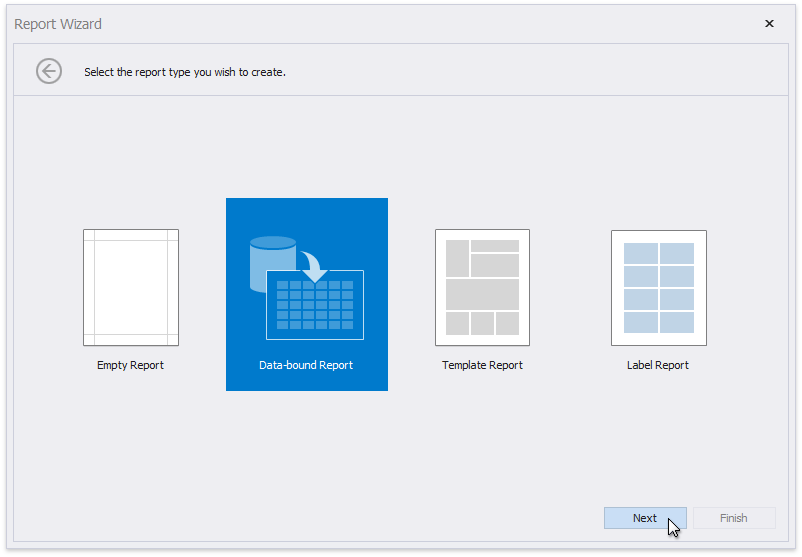 Report Wizard
Select the report type you wish to create.
Empty Report
Data-bound Report
Template Report
Label Report
Next
Finish